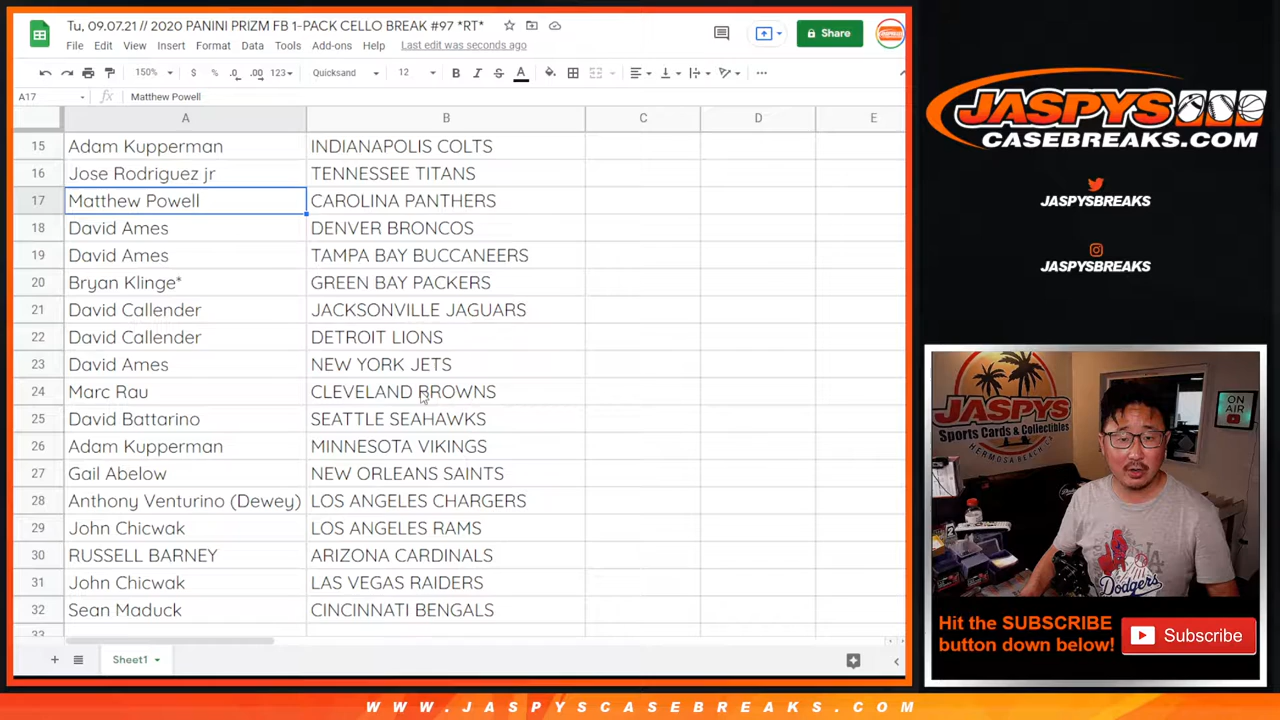 Tu, 09.07.21 // 2020 PANINI PRIZM FB 1-PACK CELLO BREAK #97 *RT*
File Edit View Insert Format Data Tools Add-ons Help Last edit was seconds ago
Share
150% $ % .0 .00 123 Quicksand 12 B I S A
A17 fx Matthew Powell
A B C D E
15 Adam Kupperman INDIANAPOLIS COLTS
16 Jose Rodriguez jr TENNESSEE TITANS
17 Matthew Powell CAROLINA PANTHERS
18 David Ames DENVER BRONCOS
19 David Ames TAMPA BAY BUCCANEERS
20 Bryan Klinge* GREEN BAY PACKERS
21 David Callender JACKSONVILLE JAGUARS
22 David Callender DETROIT LIONS
23 David Ames NEW YORK JETS
24 Marc Rau CLEVELAND BROWNS
25 David Battarino SEATTLE SEAHAWKS
26 Adam Kupperman MINNESOTA VIKINGS
27 Gail Abelow NEW ORLEANS SAINTS
28 Anthony Venturino (Dewey) LOS ANGELES CHARGERS
29 John Chicwak LOS ANGELES RAMS
30 RUSSELL BARNEY ARIZONA CARDINALS
31 John Chicwak LAS VEGAS RAIDERS
32 Sean Maduck CINCINNATI BENGALS
33
Sheet1
JASPYS
CASEBREAKS.COM
JASPYSBREAKS
JASPYSBREAKS
JASPYS
Sports Cards & Collectibles
HERMOSA BEACH
ON
AIR
Dodgers
Hit the SUBSCRIBE
button down below!
Subscribe
WWW.JASPYSCASEBREAKS.COM